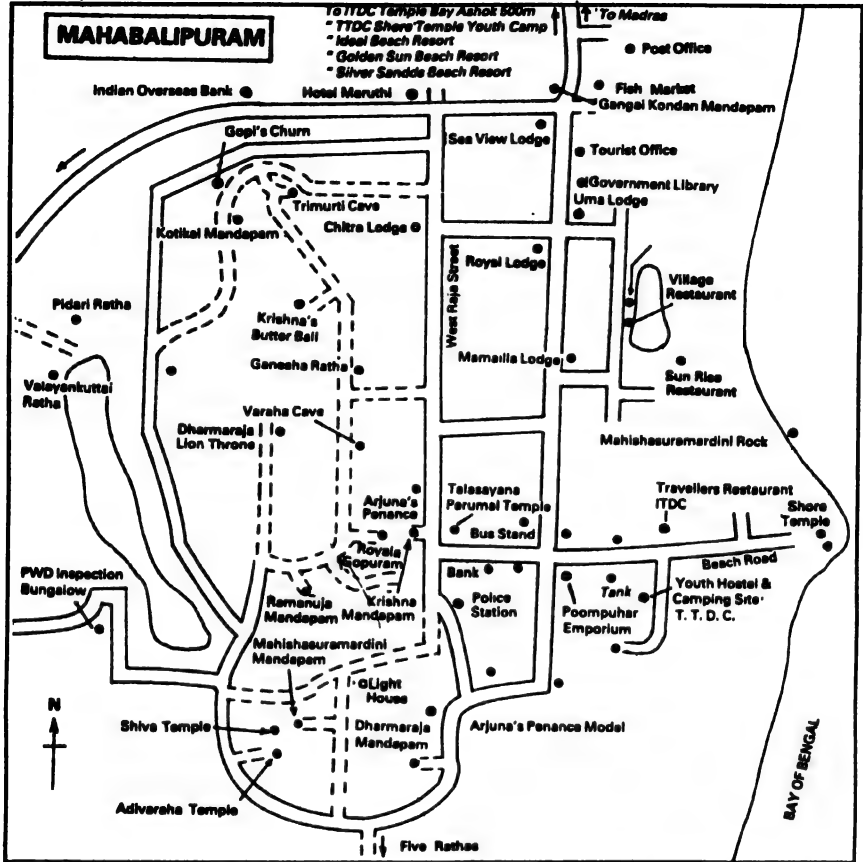 To ITDC Temple Bay Ashok 500m
" TTDC Shore Temple Youth Camp
" Ideal Beach Resort
" Golden Sun Beach Resort
" Silver Sandds Beach Resort
To Madras
MAHABALIPURAM
Post Office
Indian Overseas Bank
Hotel Maruthi
Fish Market
Gangai Kondan Mandapam
Gopi's Churn
Sea View Lodge
Tourist Office
Government Library
Uma Lodge
Trimurti Cave
Kotikal Mandapam
Chitra Lodge
Royal Lodge
West Raja Street
Village
Restaurant
Pidari Ratha
Krishna's
Butter Ball
Valayankuttai
Ratha
Ganesha Ratha
Mamailla Lodge
Sun Rise
Restaurant
Varaha Cave
Dharmaraja
Lion Throne
Mahishasuramardini Rock
Arjuna's
Penance
Talasayana
Perumal Temple
Bus Stand
Travellers Restaurant
ITDC
Shore
Temple
Royala
Gopuram
Beach Road
PWD Inspection
Bungalow
Ramanuja
Mandapam
Krishna
Mandapam
Bank
Police
Station
Poompuhar
Emporium
Tank
Youth Hostel &
Camping Site
T. T. D. C.
Mahishasuramardini
Mandapam
Light
House
N
Shiva Temple
Dharmaraja
Mandapam
Arjuna's Penance Model
Adivaraha Temple
BAY OF BENGAL
Five Rathas